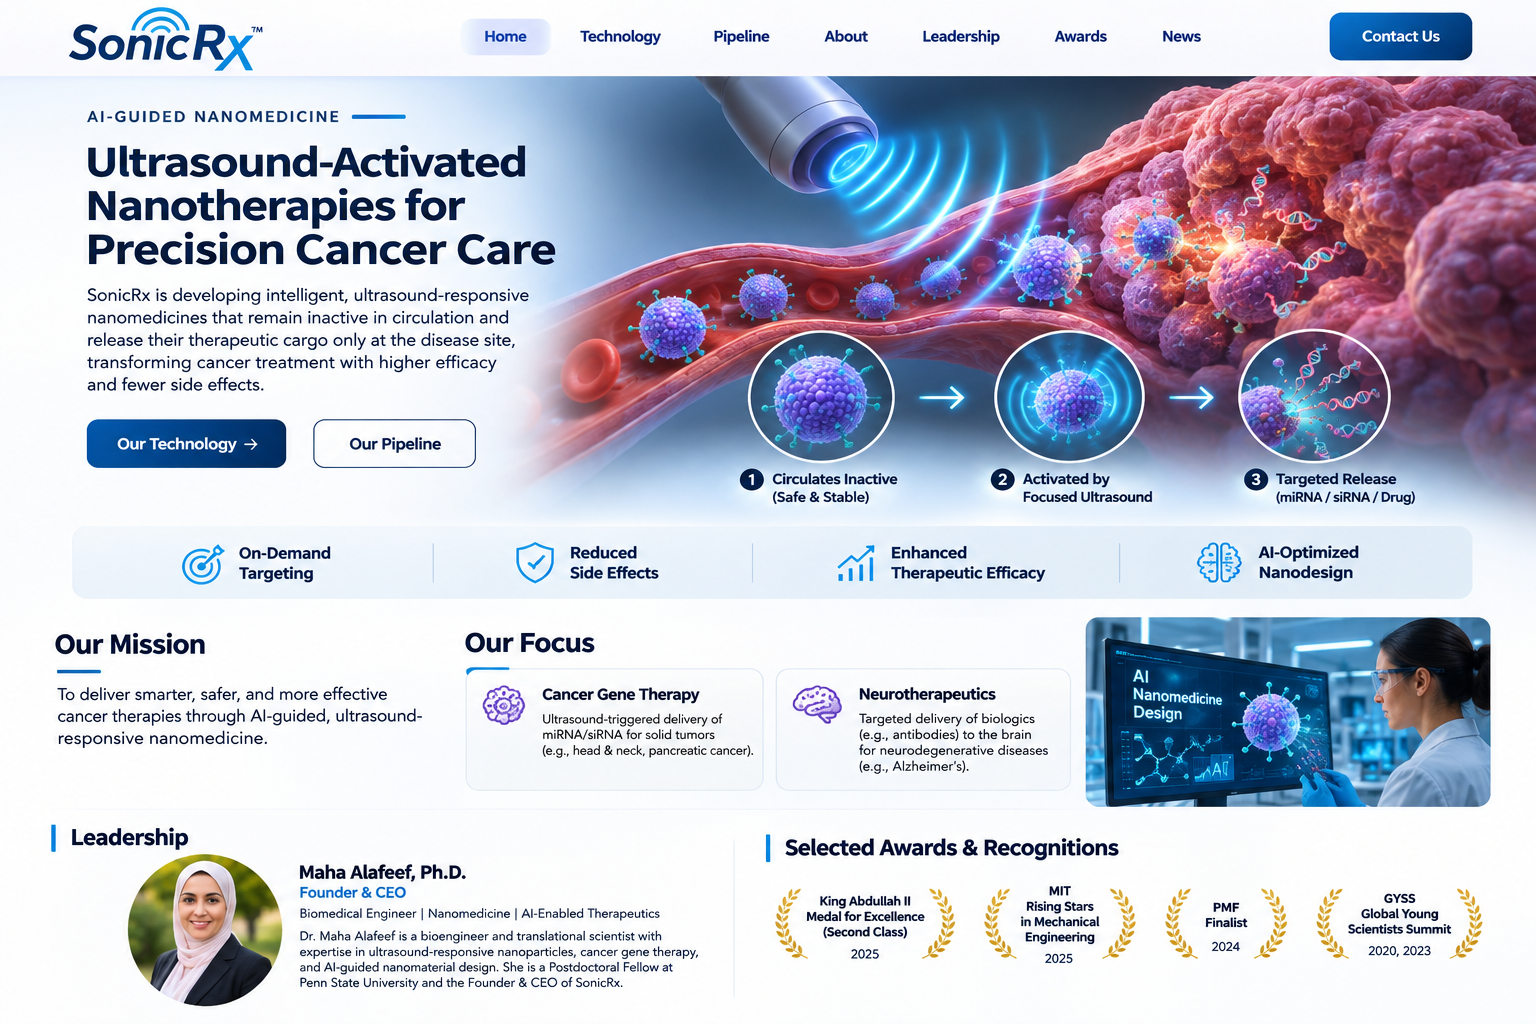 SonicRx™
Home
Technology
Pipeline
About
Leadership
Awards
News
Contact Us
AI-GUIDED NANOMEDICINE
Ultrasound-Activated
Nanotherapies for
Precision Cancer Care
SonicRx is developing intelligent, ultrasound-responsive
nanomedicines that remain inactive in circulation and
release their therapeutic cargo only at the disease site,
transforming cancer treatment with higher efficacy
and fewer side effects.
Our Technology →
Our Pipeline
1 Circulates Inactive
(Safe & Stable)
2 Activated by
Focused Ultrasound
3 Targeted Release
(miRNA / siRNA / Drug)
On-Demand
Targeting
Reduced
Side Effects
Enhanced
Therapeutic Efficacy
AI-Optimized
Nanodesign
Our Mission
To deliver smarter, safer, and more effective
cancer therapies through AI-guided, ultrasound-
responsive nanomedicine.
Our Focus
Cancer Gene Therapy
Ultrasound-triggered delivery of
miRNA/siRNA for solid tumors
(e.g., head & neck, pancreatic cancer).
Neurotherapeutics
Targeted delivery of biologics
(e.g., antibodies) to the brain
for neurodegenerative diseases
(e.g., Alzheimer's).
AI
Nanomedicine
Design
AI
Leadership
Maha Alafeef, Ph.D.
Founder & CEO
Biomedical Engineer | Nanomedicine | AI-Enabled Therapeutics
Dr. Maha Alafeef is a bioengineer and translational scientist with
expertise in ultrasound-responsive nanoparticles, cancer gene therapy,
and AI-guided nanomaterial design. She is a Postdoctoral Fellow at
Penn State University and the Founder & CEO of SonicRx.
Selected Awards & Recognitions
King Abdullah II
Medal for Excellence
(Second Class)
2025
MIT
Rising Stars
in Mechanical
Engineering
2025
PMF
Finalist
2024
GYSS
Global Young
Scientists Summit
2020, 2023